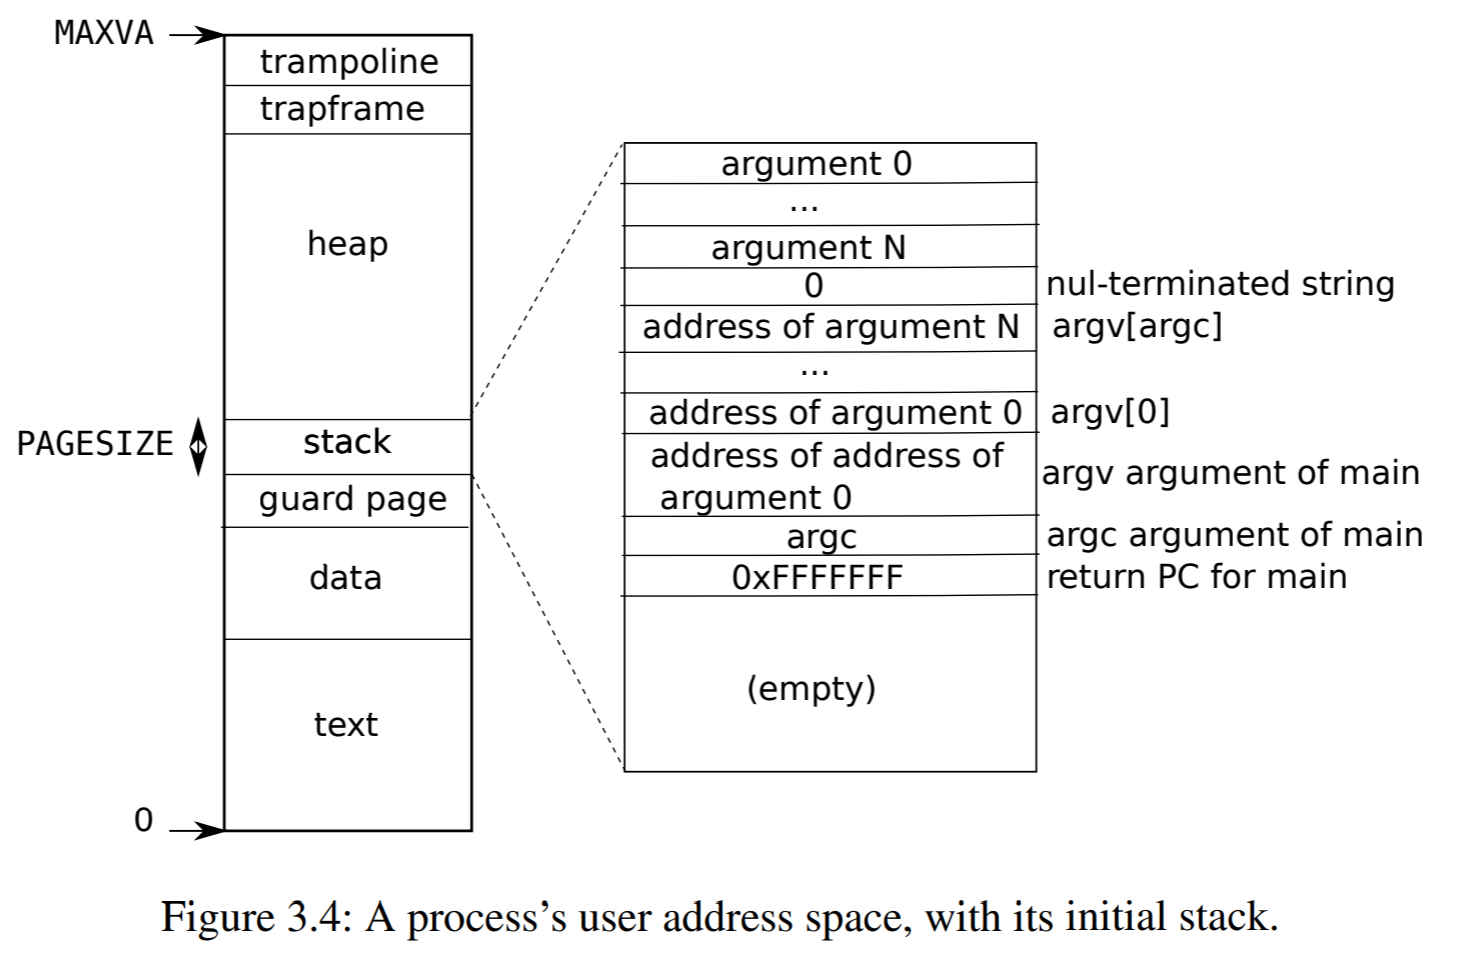 MAXVA
trampoline
trapframe
heap
PAGESIZE
stack
guard page
data
text
0
argument 0
...
argument N
0
nul-terminated string
address of argument N
argv[argc]
...
address of argument 0
argv[0]
address of address of
argument 0
argv argument of main
argc
argc argument of main
0xFFFFFFF
return PC for main
(empty)
Figure 3.4: A process’s user address space, with its initial stack.